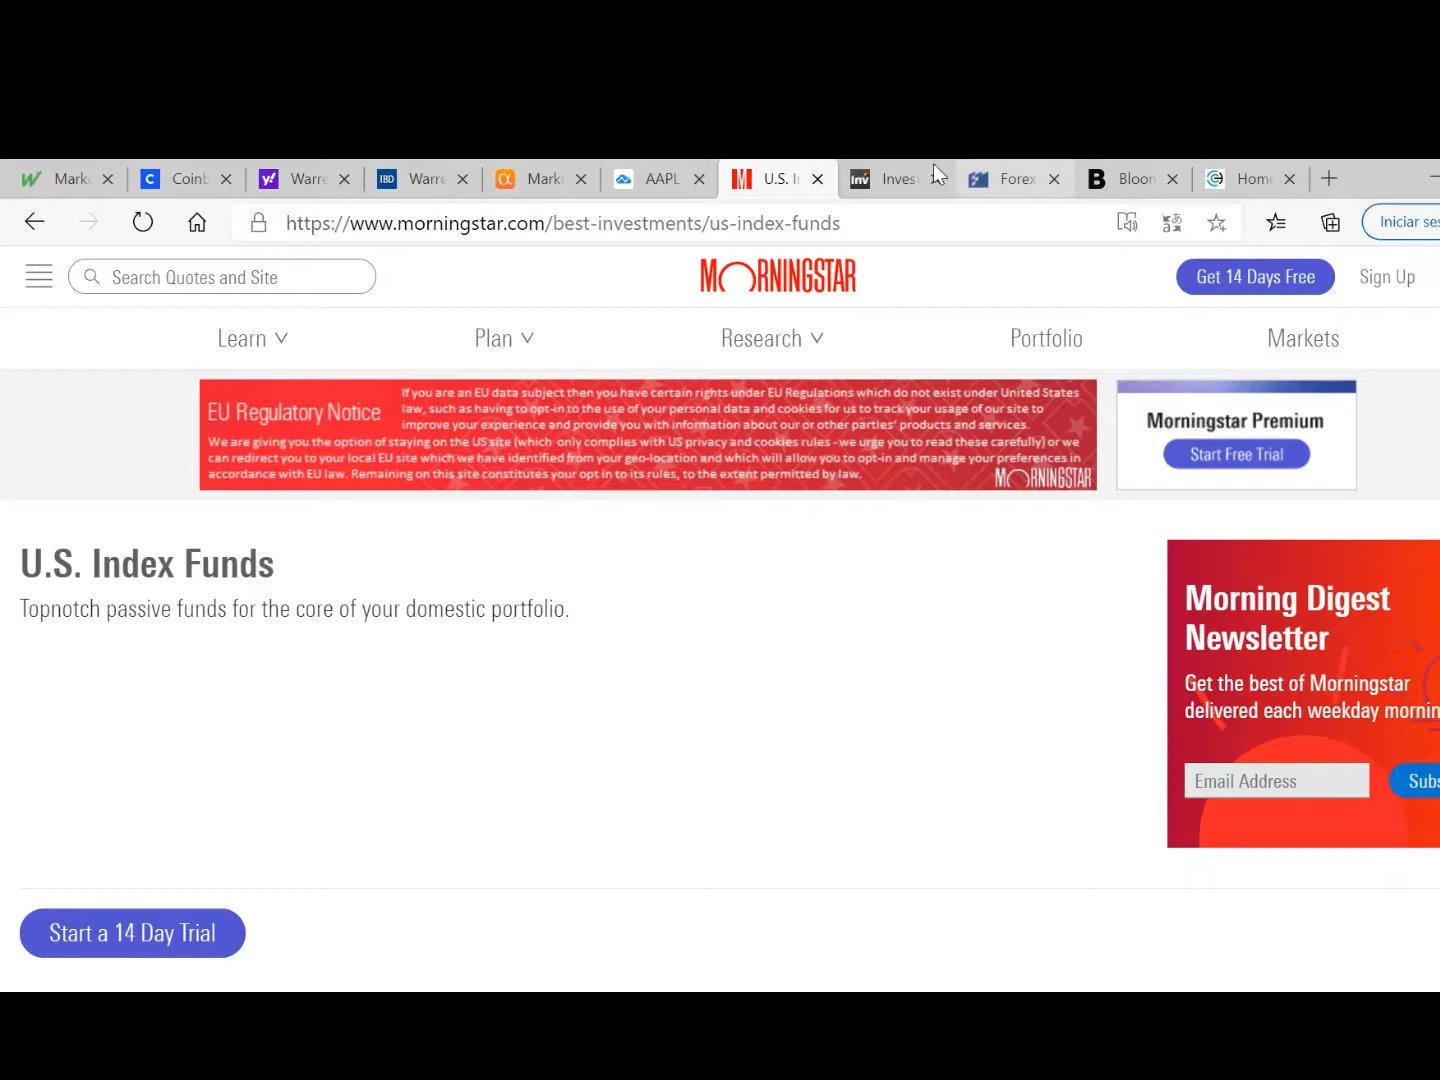 Mark
Coinb
Warre
Warre
Mark
AAPL
U.S. I
Inves
Forex
Bloon
Home
https://www.morningstar.com/best-investments/us-index-funds
Iniciar ses
Search Quotes and Site
MORNINGSTAR
Get 14 Days Free
Sign Up
Learn
Plan
Research
Portfolio
Markets
EU Regulatory Notice
If you are an EU data subject then you have certain rights under EU Regulations which do not exist under United States
law, such as having to opt-in to the use of your personal data and cookies for us to track your usage of our site to
improve your experience and provide you with information about our or other parties' products and services.
We are giving you the option of staying on the US site (which only complies with US privacy and cookies rules - we urge you to read these carefully) or we
can redirect you to your local EU site which we have identified from your geo-location and which will allow you to opt-in and manage your preferences in
accordance with EU law. Remaining on this site constitutes your opt in to its rules, to the extent permitted by law.
MORNINGSTAR
Morningstar Premium
Start Free Trial
U.S. Index Funds
Topnotch passive funds for the core of your domestic portfolio.
Morning Digest
Newsletter
Get the best of Morningstar
delivered each weekday mornin
Email Address
Subs
Start a 14 Day Trial